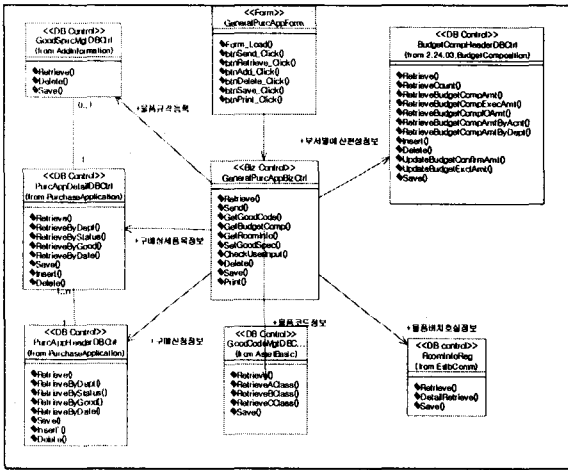 <<DB Control>>
GoodSpecMgtDBCtrl
(from AddInformation)
Retrieve()
Delete()
Save()
<<Form>>
GeneralPurcAppForm
Form_Load()
btnSend_Click()
btnRetrieve_Click()
btnAdd_Click()
btnDelete_Click()
btnSave_Click()
btnPrint_Click()
<<DB Control>>
BudgetCompHeaderDBCtrl
(from 2.24.03.BudgetComposition)
Retrieve()
RetrieveCount()
RetrieveBudgetCompAmt()
RetrieveBudgetCompExecAmt()
RetrieveBudgetCompIOAmt()
RetrieveBudgetCompAmtByAcnt()
RetrieveBudgetCompAmtByDept()
Insert()
Delete()
UpdateBudgetConfirmAmt()
UpdateBudgetExctAmt()
Save()
+물품규격등록
+부서별예산편성정보
<<DB Control>>
PurcAppDetailDBCtrl
(from PurchaseApplication)
Retrieve()
RetrieveByDept()
RetrieveByStatus()
RetrieveByGood()
RetrieveByDate()
Save()
Insert()
Delete()
<<Biz Control>>
GeneralPurcAppBizCtrl
Retrieve()
Send()
GetGoodCode()
GetBudgetComp()
GetRoomInfo()
SetGoodSpec()
CheckUserInput()
Delete()
Save()
Print()
+구매상세품목정보
+구매신청정보
+물품코드정보
+물품배치호실정보
<<DB Control>>
PurcAppHeaderDBCtrl
(from PurchaseApplication)
Retrieve()
RetrieveByDept()
RetrieveByStatus()
RetrieveByGood()
RetrieveByDate()
Save()
Insert()
Delete()
<<DB Control>>
GoodCodeMgtDBC...
(from AssetBasic)
Retrieve()
RetrieveAClass()
RetrieveBClass()
RetrieveCClass()
Save()
<<DB Control>>
RoomInfoReg
(from EstbComm)
Retrieve()
DetailRetrieve()
Save()